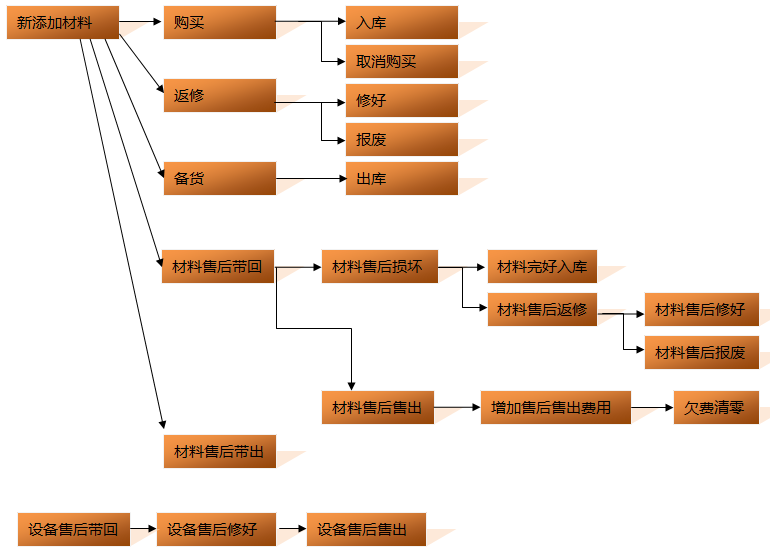 新添加材料
购买
入库
取消购买
返修
修好
报废
备货
出库
材料售后带回
材料售后损坏
材料完好入库
材料售后返修
材料售后修好
材料售后报废
材料售后售出
增加售后售出费用
欠费清零
材料售后带出
设备售后带回
设备售后修好
设备售后售出